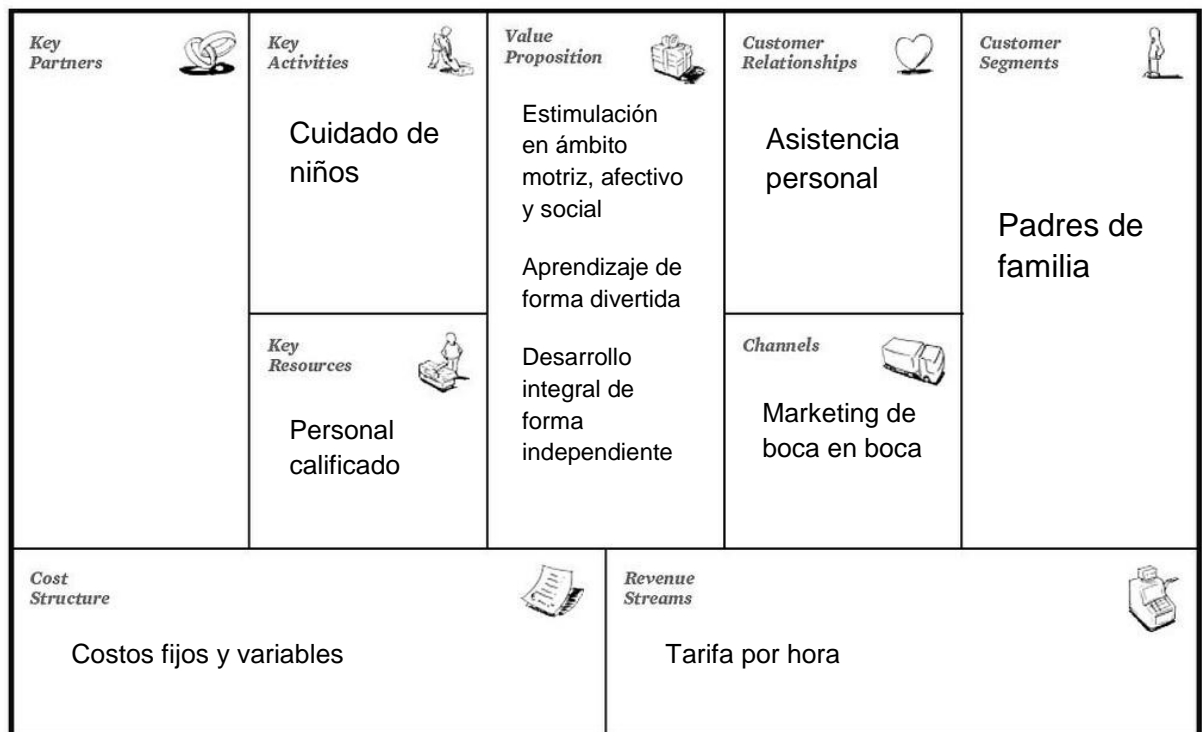 Key
Partners
Key
Activities
Cuidado de
niños
Key
Resources
Personal
calificado
Value
Proposition
Estimulación
en ámbito
motriz, afectivo
y social
Aprendizaje de
forma divertida
Desarrollo
integral de
forma
independiente
Customer
Relationships
Asistencia
personal
Channels
Marketing de
boca en boca
Customer
Segments
Padres de
familia
Cost
Structure
Costos fijos y variables
Revenue
Streams
Tarifa por hora